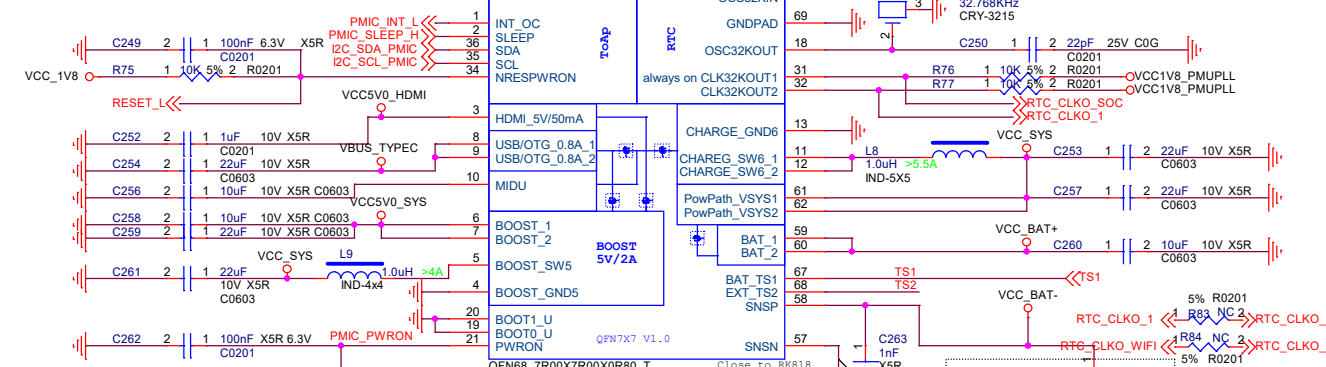 OSC32KIN
32.768KHz
CRY-3215
3
2
PMIC_INT_L 1 INT_OC
PMIC_SLEEP_H 2 SLEEP
I2C_SDA_PMIC 36 SDA
I2C_SCL_PMIC 35 SCL
34 NRESPWRON
ToAp
RTC
GNDPAD 69
OSC32KOUT 18
always on CLK32KOUT1 31
CLK32KOUT2 32
C249 2 1 100nF 6.3V X5R
C0201
VCC_1V8 R75 1 10K 5% 2 R0201
RESET_L
C250 1 2 22pF 25V C0G
C0201
R76 1 10K 5% 2 R0201 VCC1V8_PMUPLL
R77 1 10K 5% 2 R0201 VCC1V8_PMUPLL
RTC_CLKO_SOC
RTC_CLKO_1
VCC5V0_HDMI
3 HDMI_5V/50mA
C252 2 1 1uF 10V X5R
C0201
VBUS_TYPEC
8 USB/OTG_0.8A_1
9 USB/OTG_0.8A_2
C254 2 1 22uF 10V X5R
C0603
10 MIDU
C256 2 1 10uF 10V X5R C0603
VCC5V0_SYS
C258 2 1 10uF 10V X5R C0603
C259 2 1 22uF 10V X5R C0603
6 BOOST_1
7 BOOST_2
BOOST
5V/2A
CHARGE_GND6 13
CHAREG_SW6_1 11
CHARGE_SW6_2 12
L8
1.0uH >5.5A
IND-5X5
VCC_SYS
C253 1 2 22uF 10V X5R
C0603
PowPath_VSYS1 61
PowPath_VSYS2 62
C257 1 2 22uF 10V X5R
C0603
BAT_1 59
BAT_2 60
VCC_BAT+
C260 1 2 10uF 10V X5R
C0603
VCC_SYS
L9
1.0uH >4A
IND-4x4
C261 2 1 22uF
10V X5R
C0603
5 BOOST_SW5
4 BOOST_GND5
20 BOOT1_U
19 BOOT0_U
21 PWRON
C262 2 1 100nF X5R 6.3V
C0201
PMIC_PWRON
QFN7X7 V1.0
BAT_TS1 67 TS1 TS1
EXT_TS2 68 TS2
SNSP 58
SNSN 57
VCC_BAT-
C263
1nF
X5R
5% R0201
RTC_CLKO_1 1 R83 NC 2 RTC_CLKO_
RTC_CLKO_WIFI 1 R84 NC 2 RTC_CLKO_
5% R0201
1
QFN68_7R00X7R00X0R80_T
Close to RK818